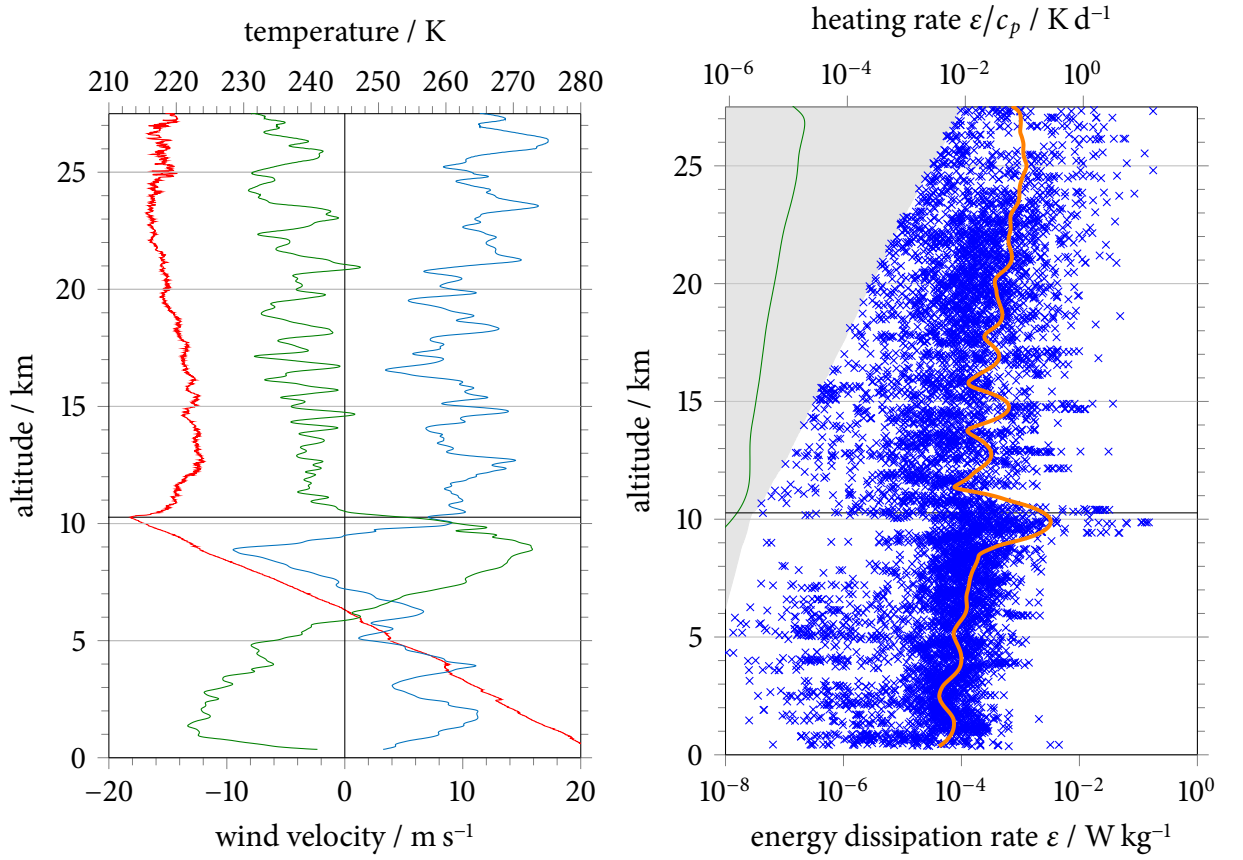 temperature / K
210 220 230 240 250 260 270 280
altitude / km
25
20
15
10
5
0
−20 −10 0 10 20
wind velocity / m s⁻¹
heating rate ε/cₚ / K d⁻¹
10⁻⁶ 10⁻⁴ 10⁻² 10⁰
altitude / km
25
20
15
10
5
0
10⁻⁸ 10⁻⁶ 10⁻⁴ 10⁻² 10⁰
energy dissipation rate ε / W kg⁻¹